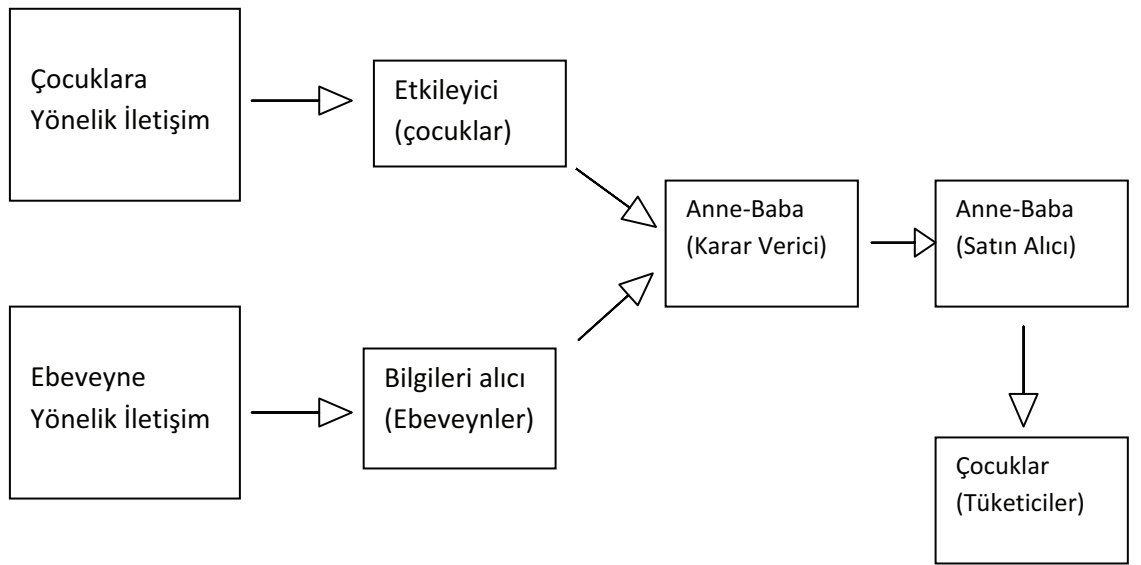 Çocuklara
Yönelik İletişim
Etkileyici
(çocuklar)
Anne-Baba
(Karar Verici)
Anne-Baba
(Satın Alıcı)
Ebeveyne
Yönelik İletişim
Bilgileri alıcı
(Ebeveynler)
Çocuklar
(Tüketiciler)